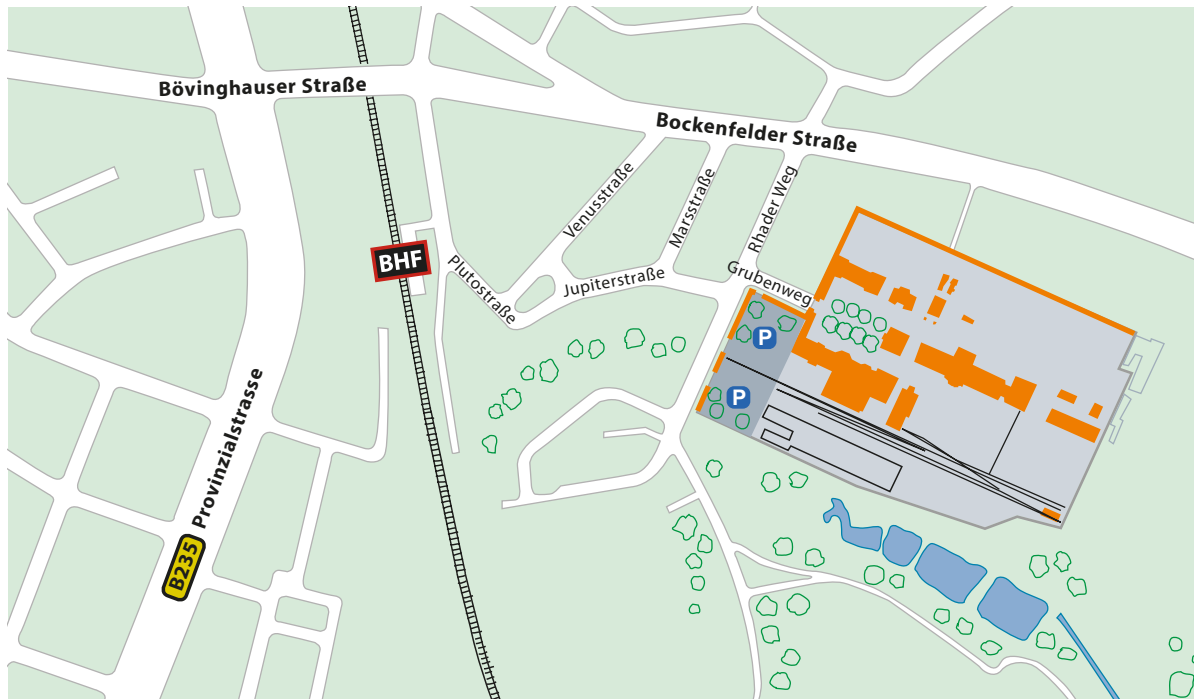 Bövinghauser Straße
Bockenfelder Straße
Venusstraße
Marsstraße
Rhader Weg
BHF
Plutostraße
Jupiterstraße
Grubenweg
P
P
Provinzialstrasse
B235